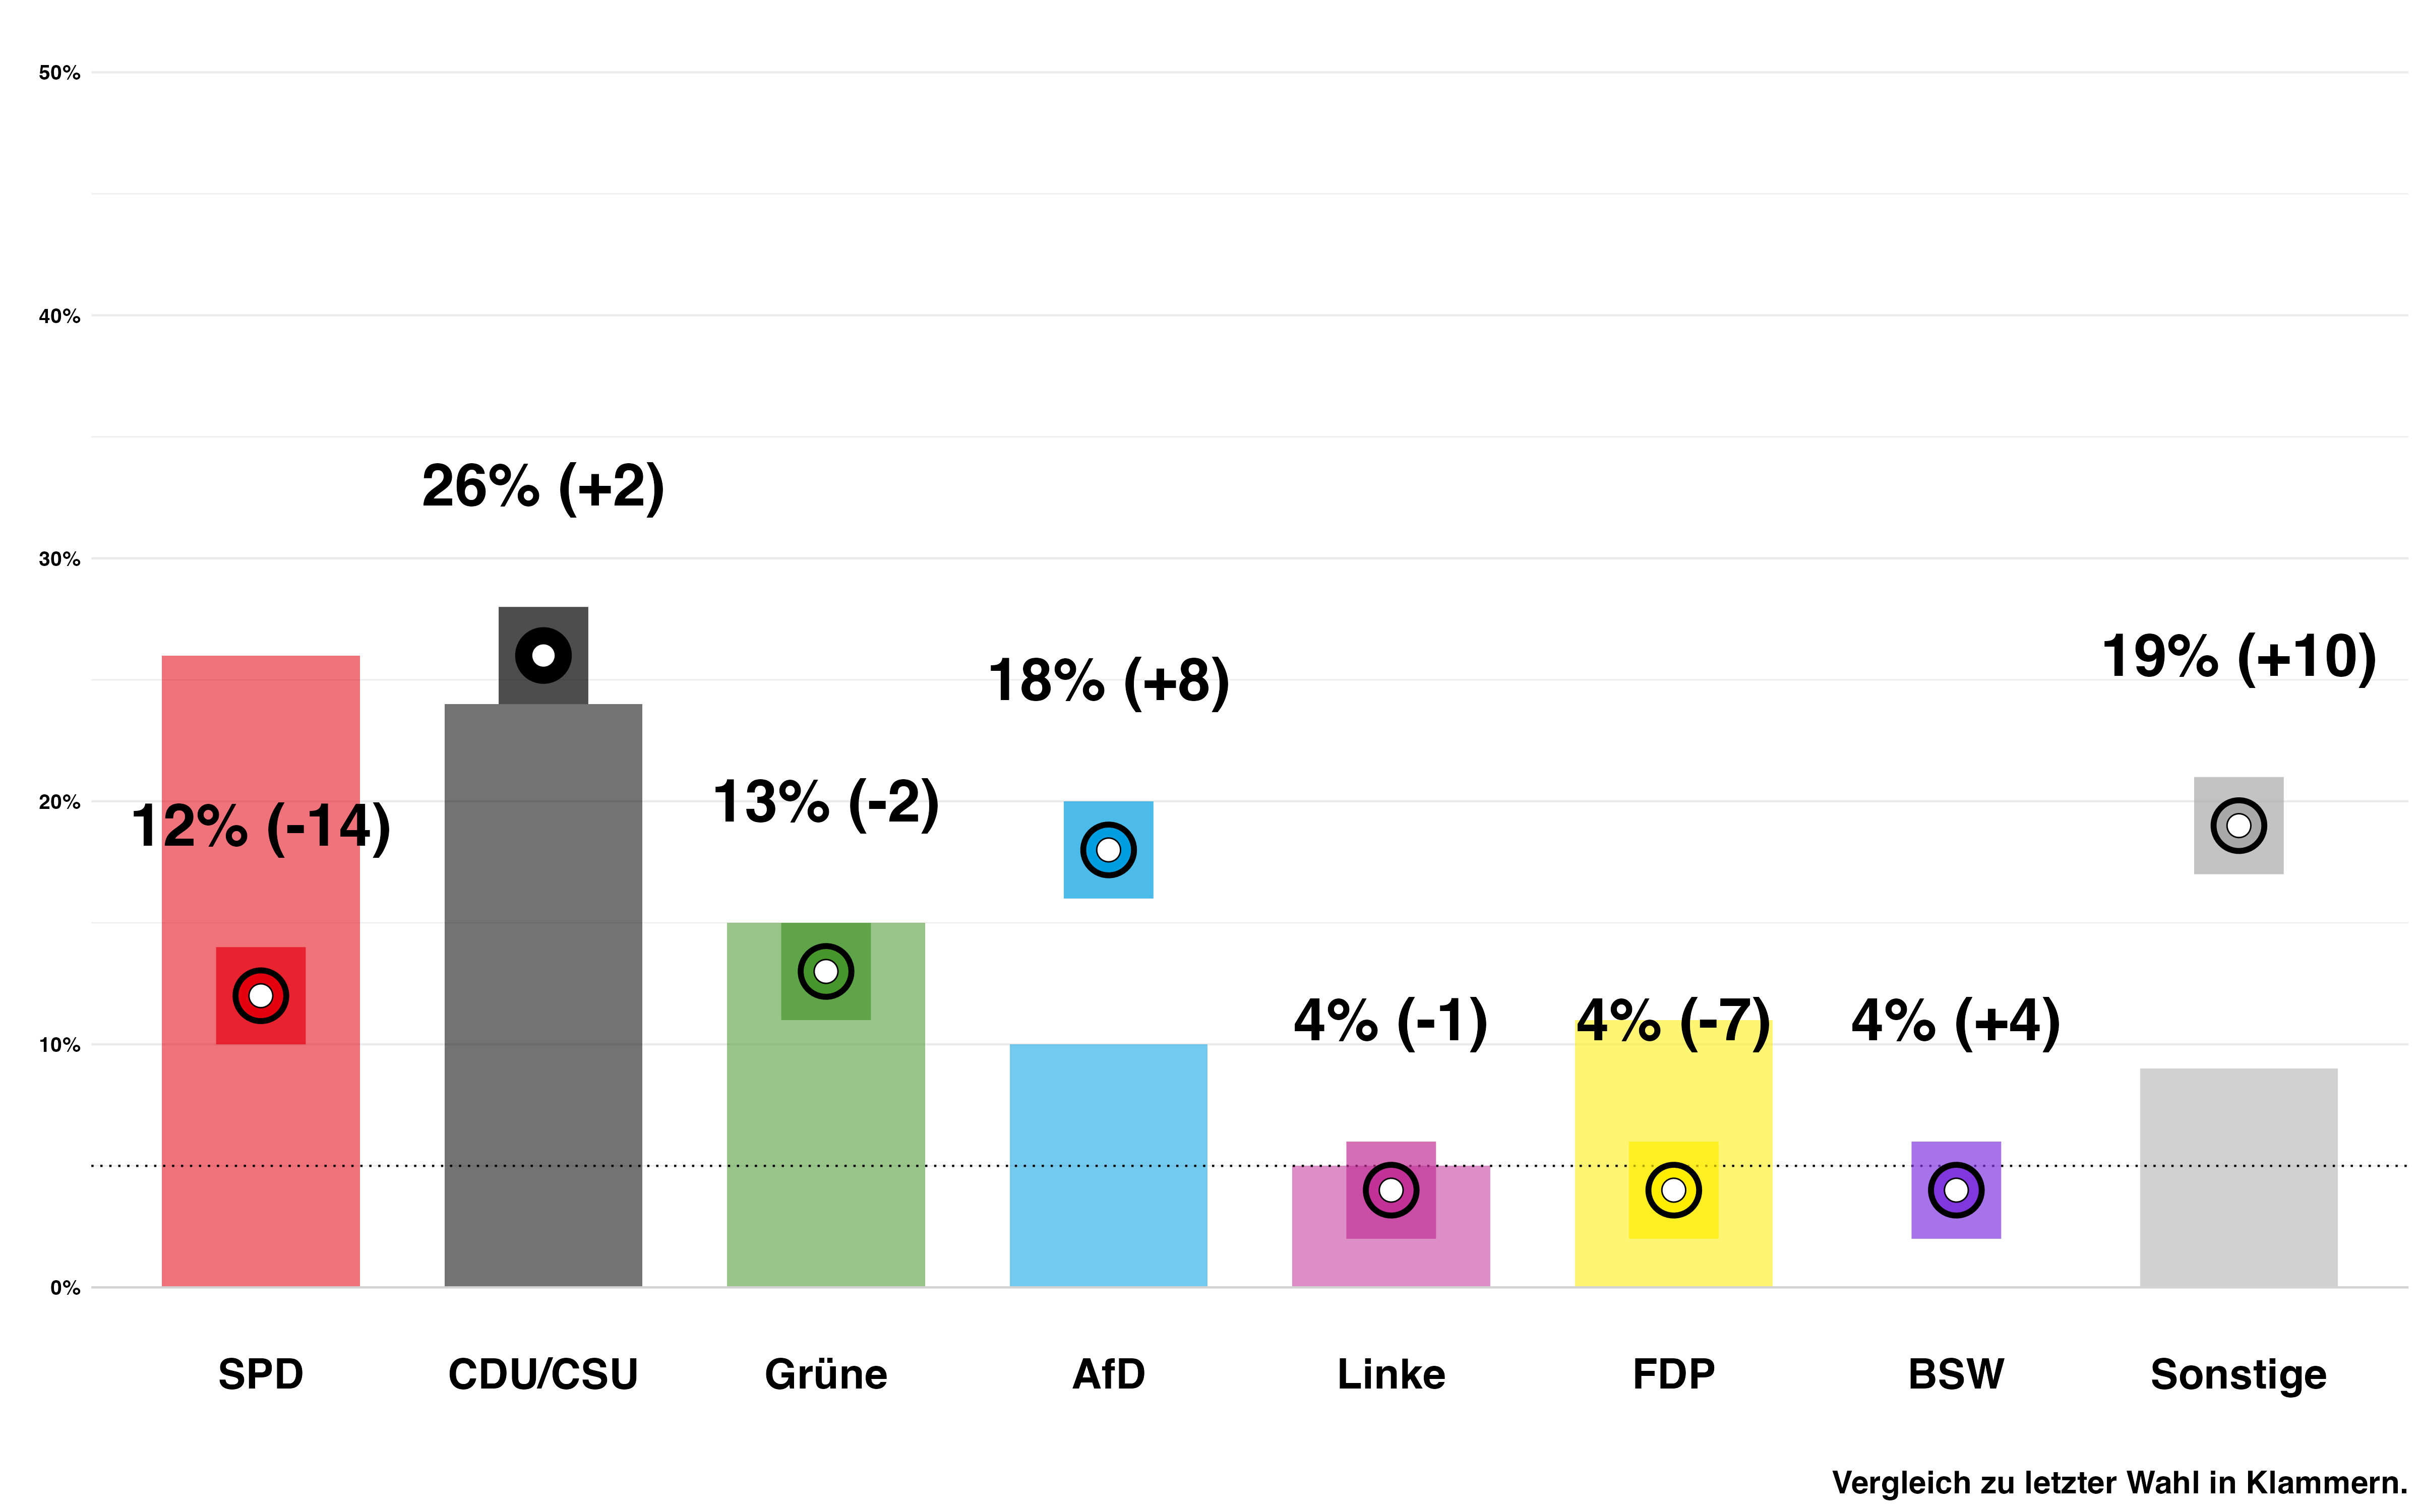 50%
40%
30%
20%
10%
0%
12% (-14)
26% (+2)
13% (-2)
18% (+8)
4% (-1)
4% (-7)
4% (+4)
19% (+10)
SPD
CDU/CSU
Grüne
AfD
Linke
FDP
BSW
Sonstige
Vergleich zu letzter Wahl in Klammern.